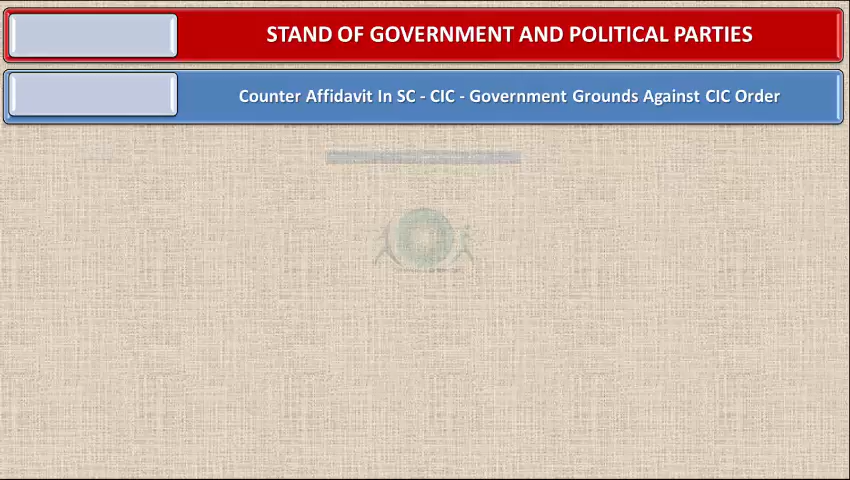 STAND OF GOVERNMENT AND POLITICAL PARTIES
Counter Affidavit In SC - CIC - Government Grounds Against CIC Order